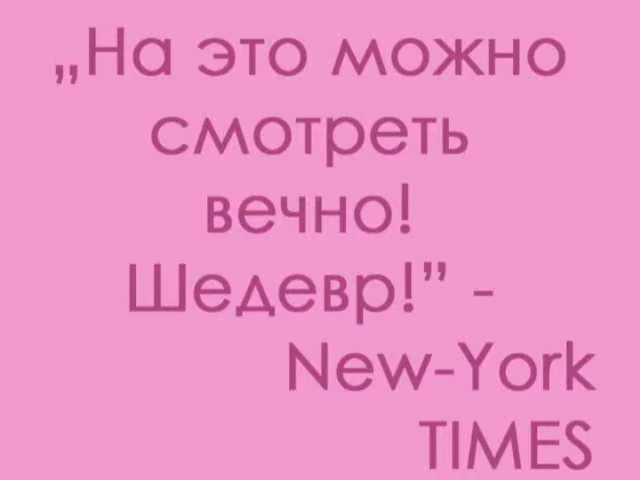 „На это можно
смотреть
вечно!
Шедевр!” -
New-York
TIMES